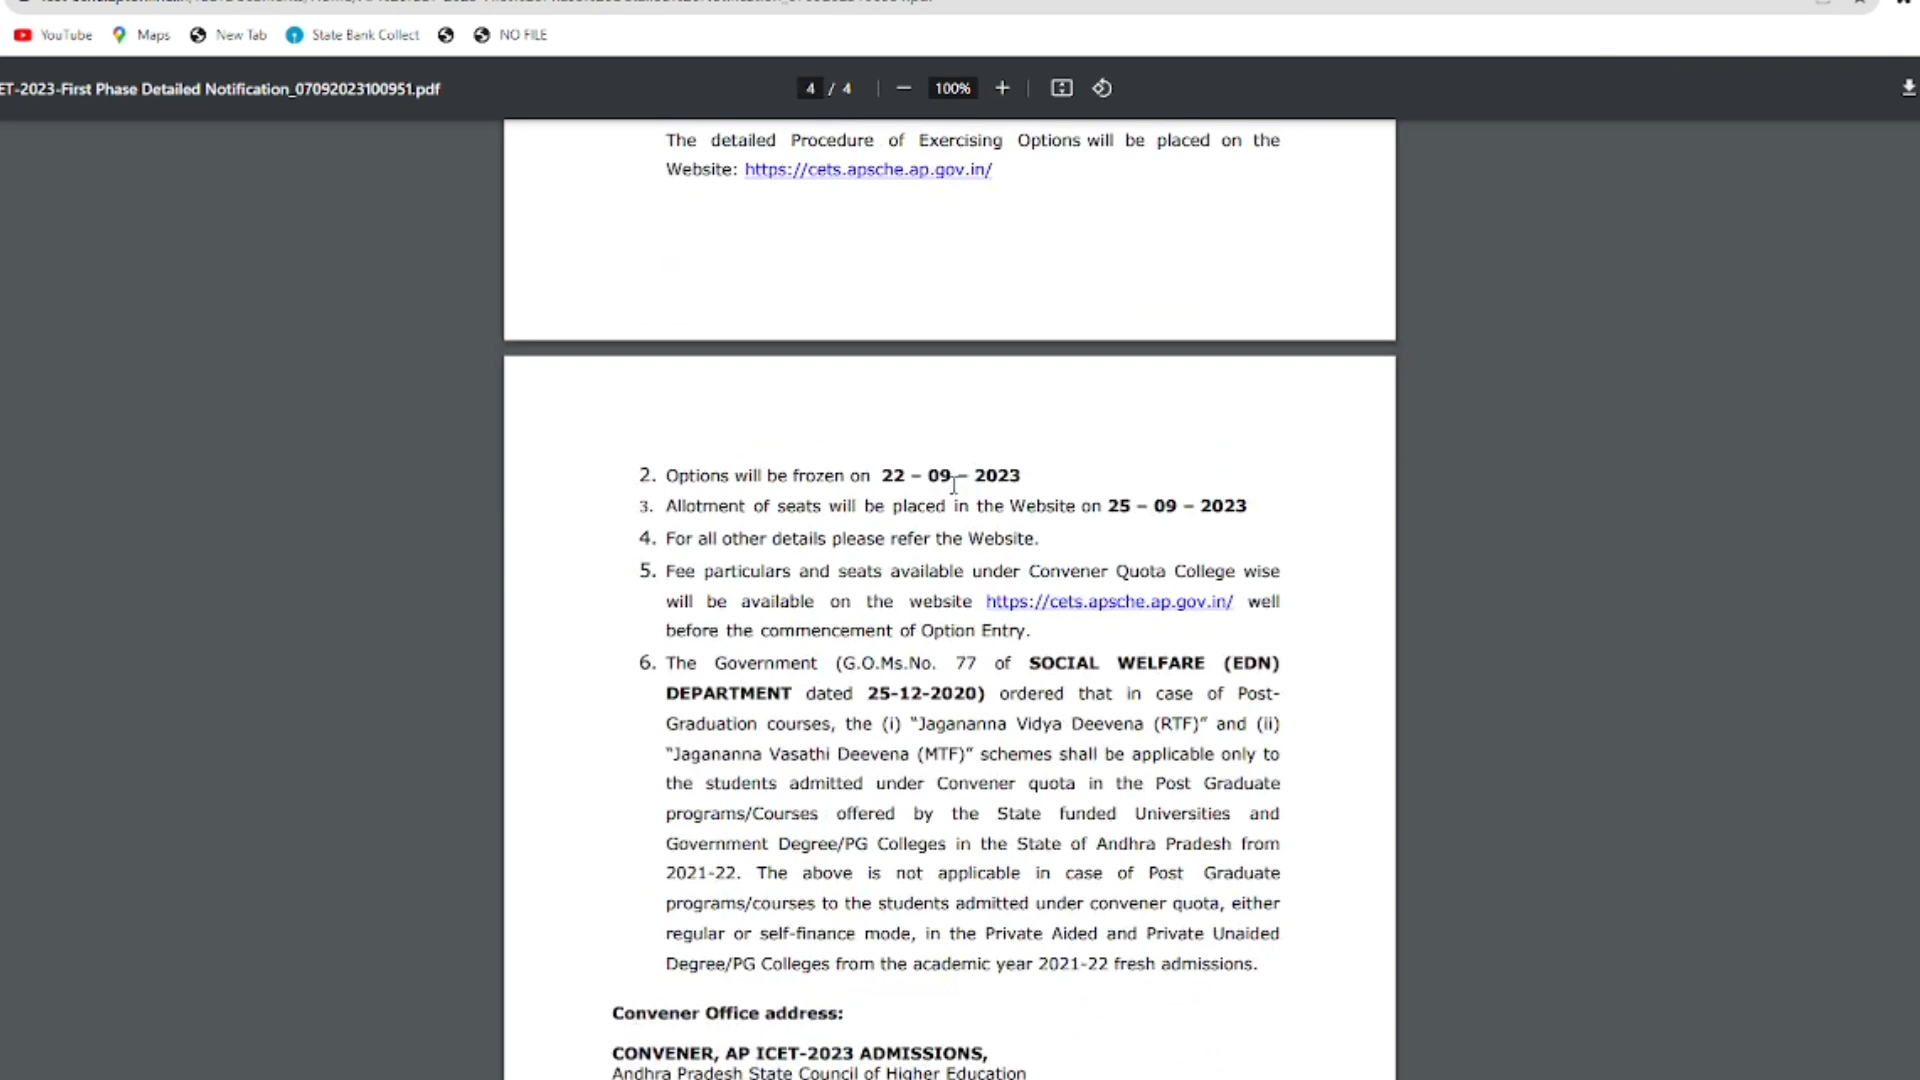 YouTube Maps New Tab State Bank Collect NO FILE
ET-2023-First Phase Detailed Notification_07092023100951.pdf 4 / 4 100%
The detailed Procedure of Exercising Options will be placed on the
Website: https://cets.apsche.ap.gov.in/
2. Options will be frozen on 22 – 09 – 2023
3. Allotment of seats will be placed in the Website on 25 – 09 – 2023
4. For all other details please refer the Website.
5. Fee particulars and seats available under Convener Quota College wise
will be available on the website https://cets.apsche.ap.gov.in/ well
before the commencement of Option Entry.
6. The Government (G.O.Ms.No. 77 of SOCIAL WELFARE (EDN)
DEPARTMENT dated 25-12-2020) ordered that in case of Post-
Graduation courses, the (i) “Jagananna Vidya Deevena (RTF)” and (ii)
“Jagananna Vasathi Deevena (MTF)” schemes shall be applicable only to
the students admitted under Convener quota in the Post Graduate
programs/Courses offered by the State funded Universities and
Government Degree/PG Colleges in the State of Andhra Pradesh from
2021-22. The above is not applicable in case of Post Graduate
programs/courses to the students admitted under convener quota, either
regular or self-finance mode, in the Private Aided and Private Unaided
Degree/PG Colleges from the academic year 2021-22 fresh admissions.
Convener Office address:
CONVENER, AP ICET-2023 ADMISSIONS,
Andhra Pradesh State Council of Higher Education